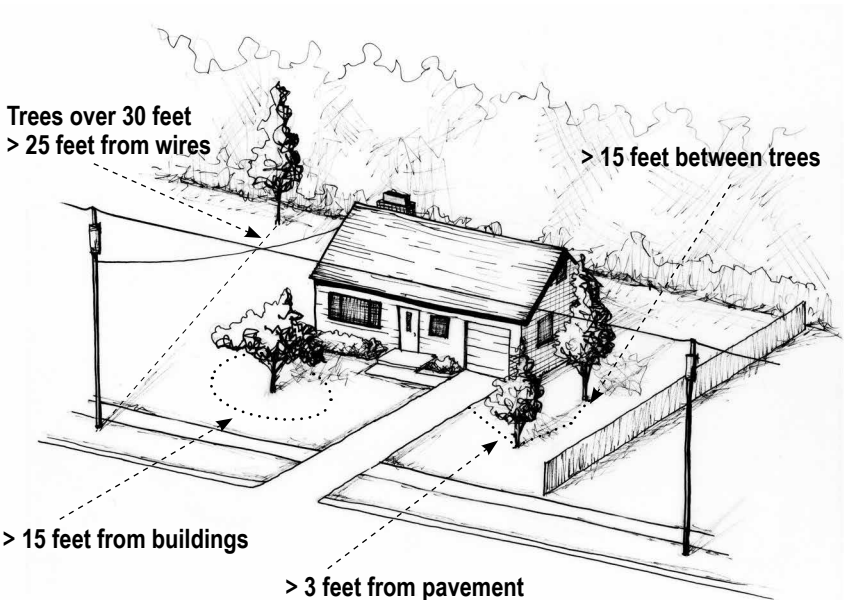 Trees over 30 feet
> 25 feet from wires
> 15 feet between trees
> 15 feet from buildings
> 3 feet from pavement